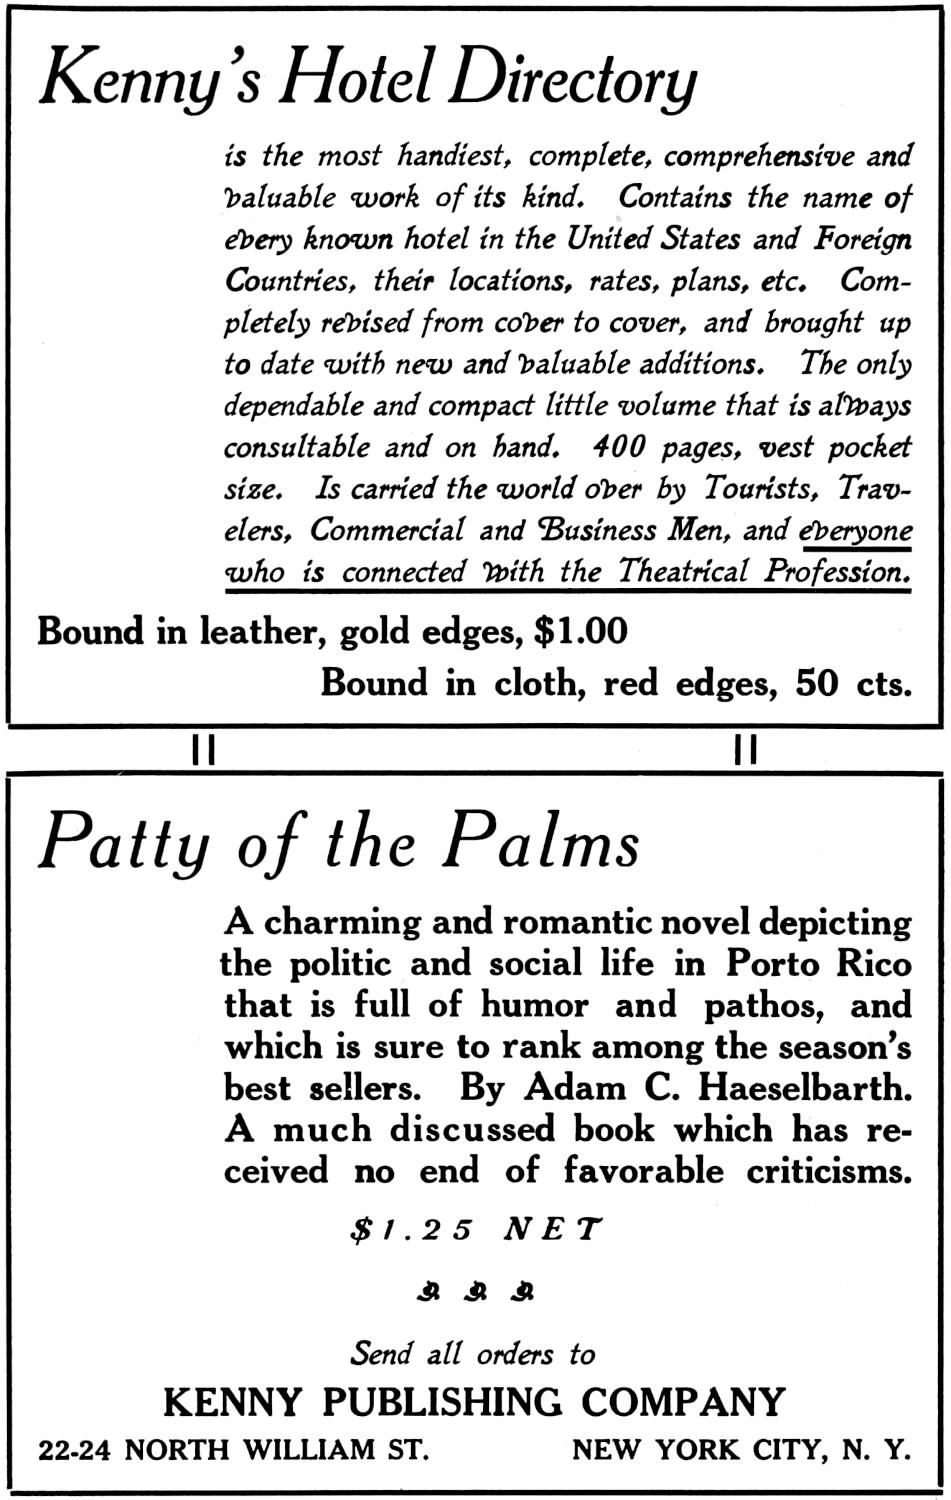 Kenny's Hotel Directory
is the most handiest, complete, comprehensive and
valuable work of its kind. Contains the name of
every known hotel in the United States and Foreign
Countries, their locations, rates, plans, etc. Com-
pletely revised from cover to cover, and brought up
to date with new and valuable additions. The only
dependable and compact little volume that is always
consultable and on hand. 400 pages, vest pocket
size. Is carried the world over by Tourists, Trav-
elers, Commercial and Business Men, and everyone
who is connected with the Theatrical Profession.
Bound in leather, gold edges, $1.00
Bound in cloth, red edges, 50 cts.
Patty of the Palms
A charming and romantic novel depicting
the politic and social life in Porto Rico
that is full of humor and pathos, and
which is sure to rank among the season's
best sellers. By Adam C. Haeselbarth.
A much discussed book which has re-
ceived no end of favorable criticisms.
$1.25 NET
Send all orders to
KENNY PUBLISHING COMPANY
22-24 NORTH WILLIAM ST. NEW YORK CITY, N. Y.